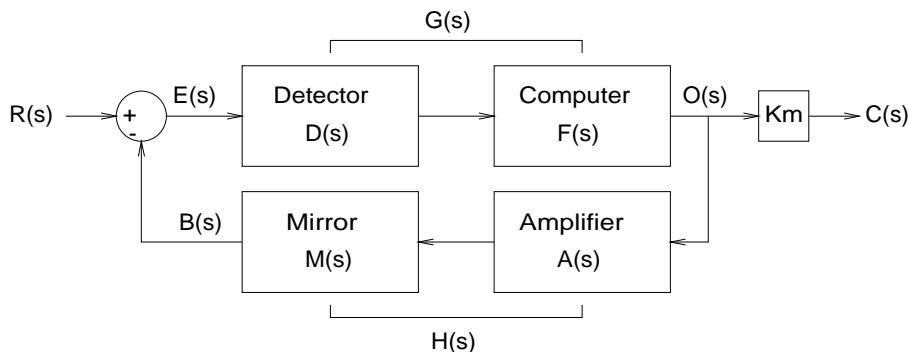 G(s)
R(s)
+
-
E(s)
Detector
D(s)
Computer
F(s)
O(s)
Km
C(s)
B(s)
Mirror
M(s)
Amplifier
A(s)
H(s)